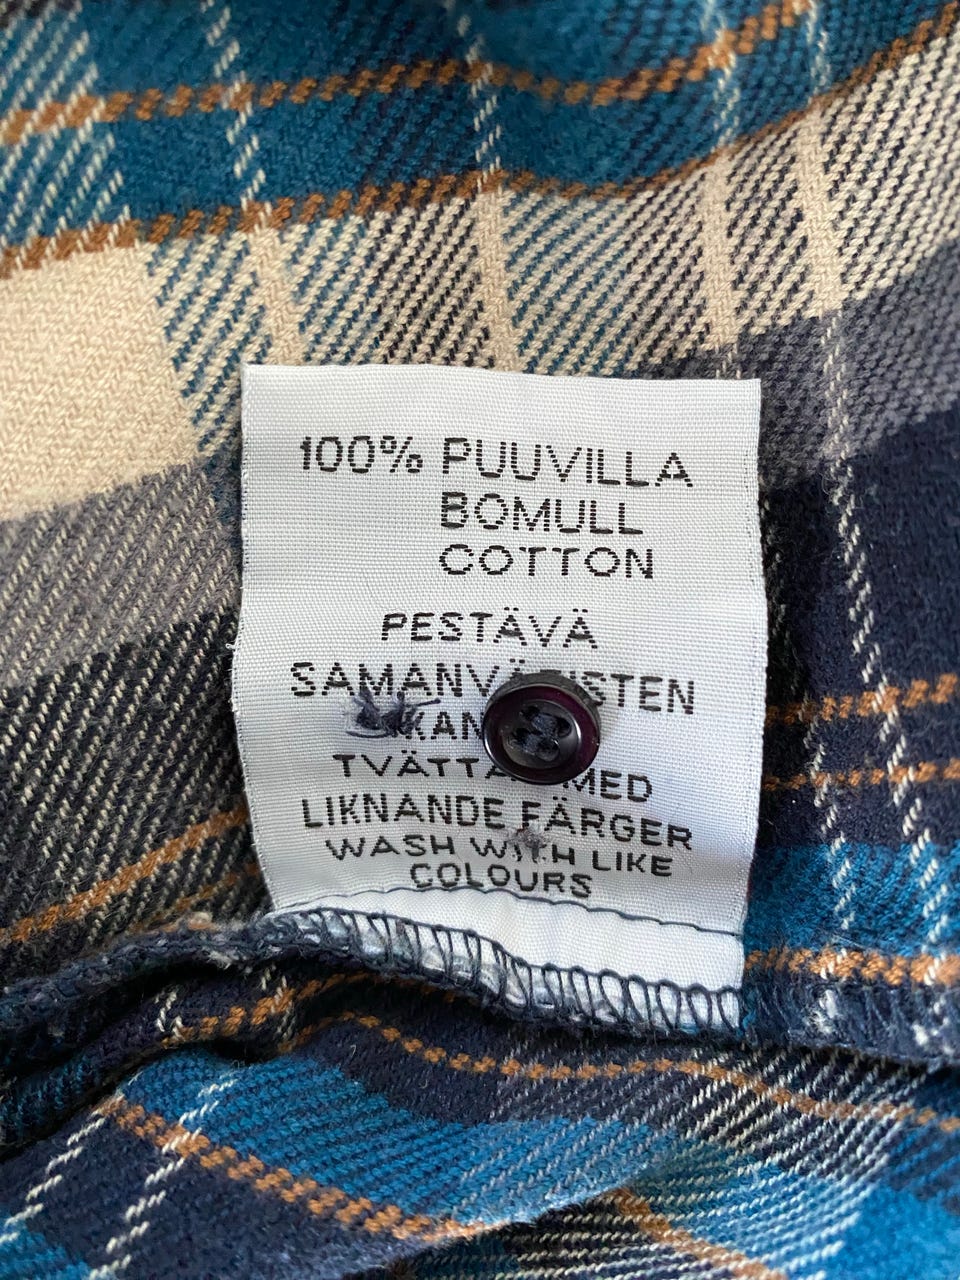 100% PUUVILLA
BOMULL
COTTON
PESTÄVÄ
MED
LIKNANDE FÄRGER
WASH WITH LIKE
COLOURS